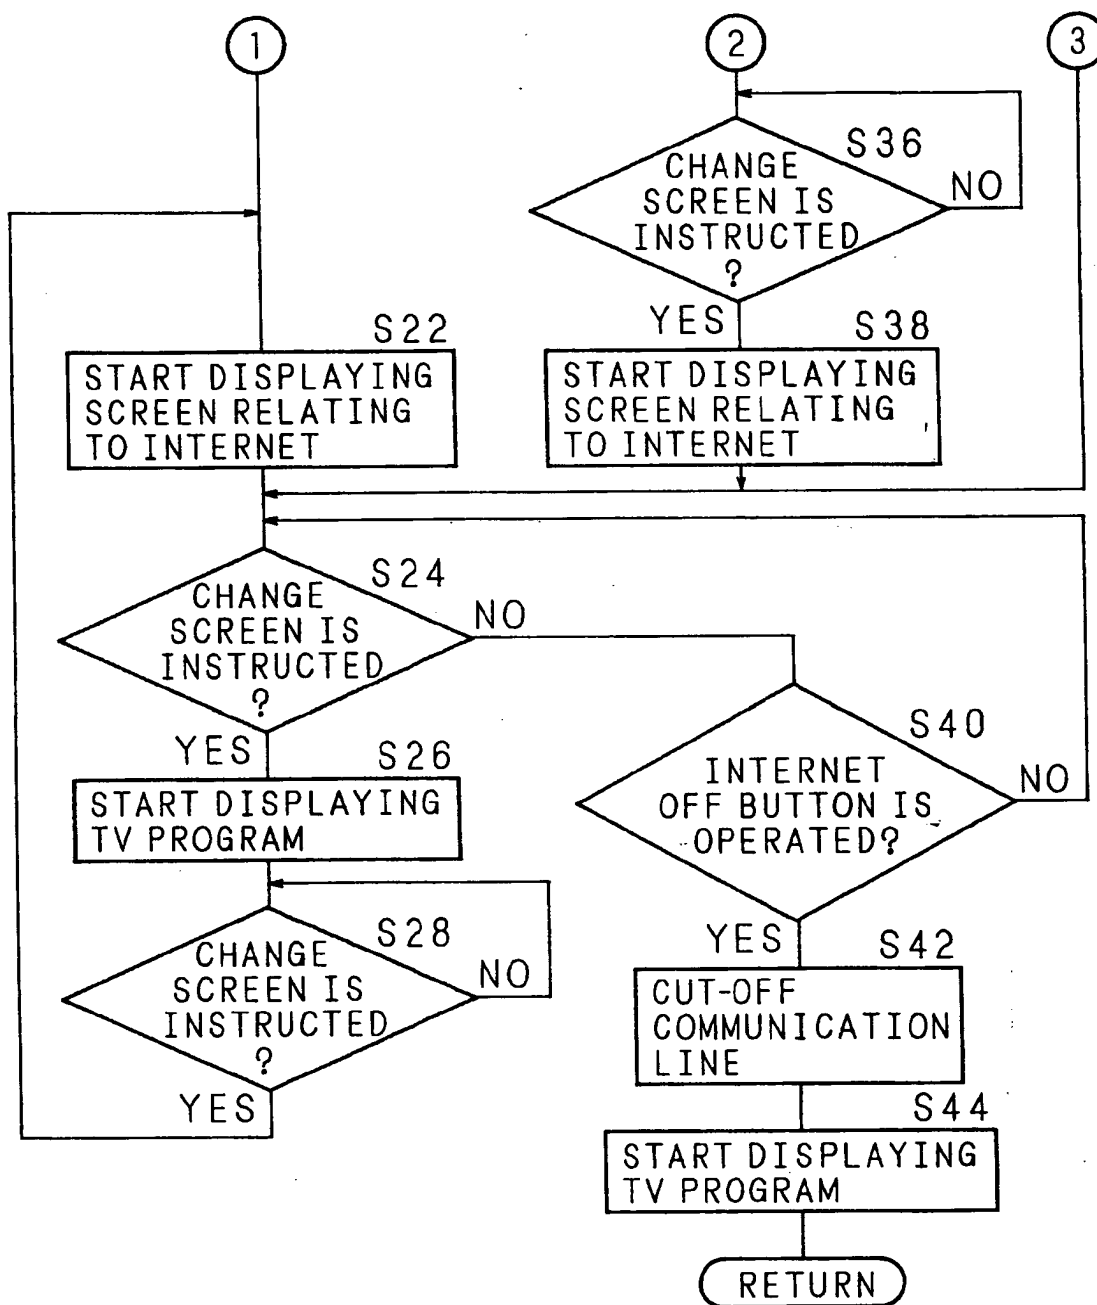 1
2
3
S36
CHANGE
SCREEN IS
INSTRUCTED
?
NO
YES
S38
START DISPLAYING
SCREEN RELATING
TO INTERNET
S22
START DISPLAYING
SCREEN RELATING
TO INTERNET
S24
CHANGE
SCREEN IS
INSTRUCTED
?
NO
YES
S26
START DISPLAYING
TV PROGRAM
S28
CHANGE
SCREEN IS
INSTRUCTED
?
NO
YES
S40
INTERNET
OFF BUTTON IS
OPERATED?
NO
YES
S42
CUT-OFF
COMMUNICATION
LINE
S44
START DISPLAYING
TV PROGRAM
RETURN